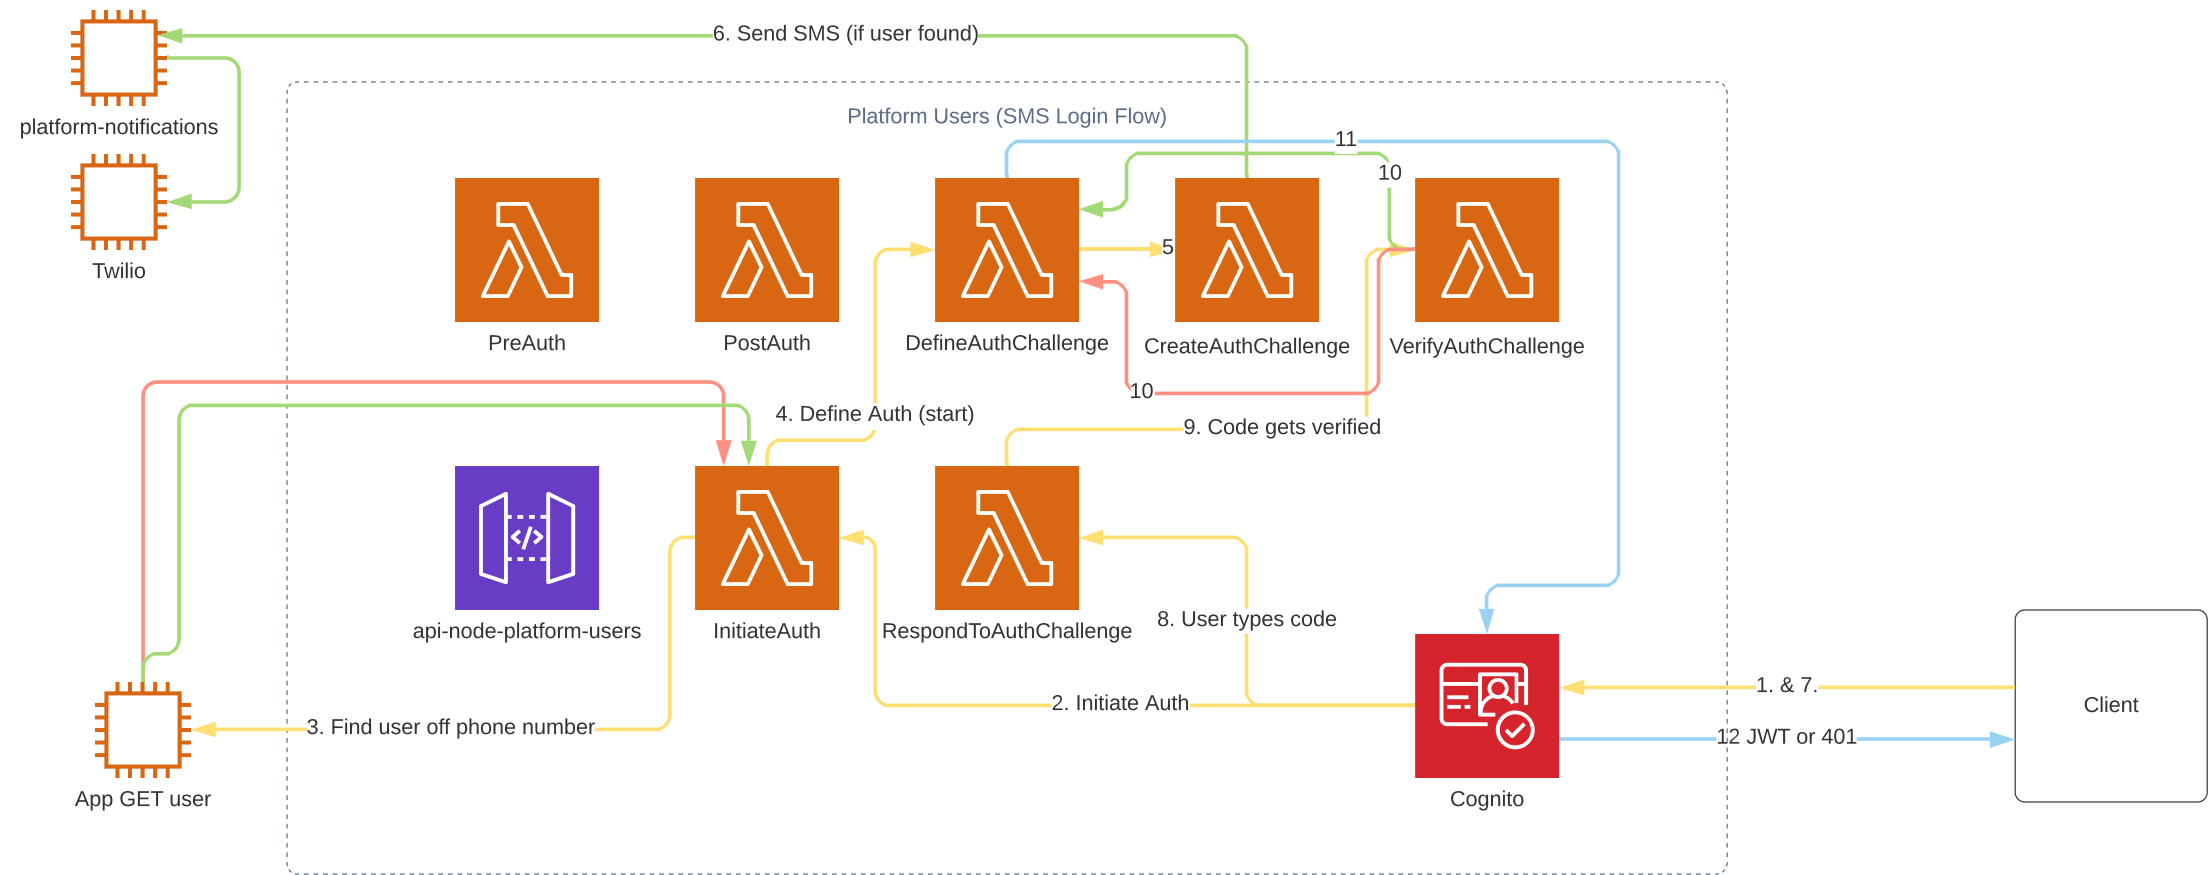 6. Send SMS (if user found)
platform-notifications
Platform Users (SMS Login Flow)
11
10
Twilio
5
PreAuth
PostAuth
DefineAuthChallenge
CreateAuthChallenge
VerifyAuthChallenge
10
4. Define Auth (start)
9. Code gets verified
api-node-platform-users
InitiateAuth
RespondToAuthChallenge
8. User types code
1. & 7.
2. Initiate Auth
Client
3. Find user off phone number
12 JWT or 401
App GET user
Cognito